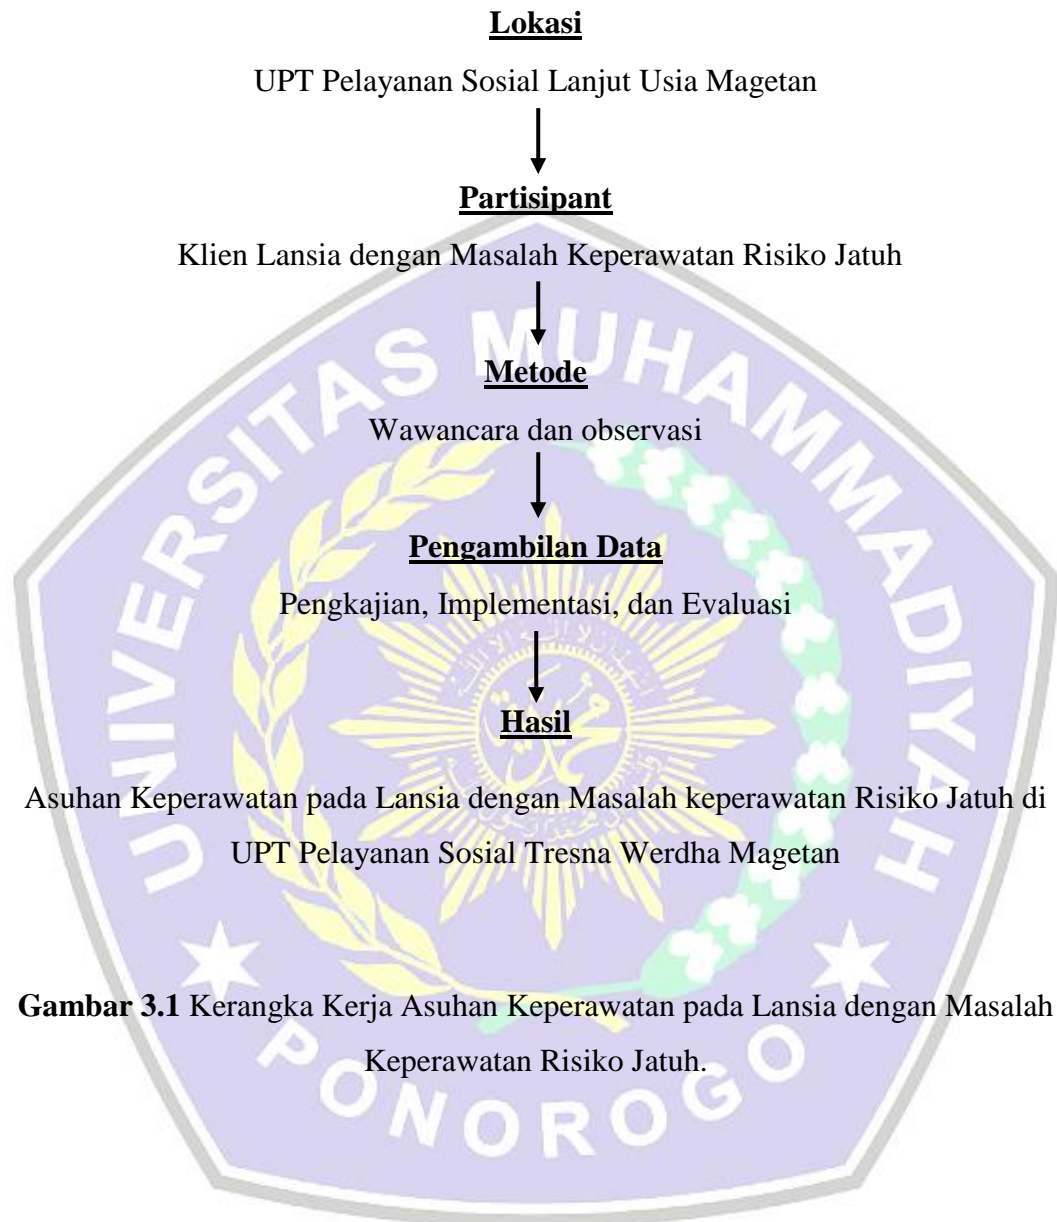 Lokasi
UPT Pelayanan Sosial Lanjut Usia Magetan
Partisipant
Klien Lansia dengan Masalah Keperawatan Risiko Jatuh
Metode
Wawancara dan observasi
Pengambilan Data
Pengkajian, Implementasi, dan Evaluasi
Hasil
Asuhan Keperawatan pada Lansia dengan Masalah keperawatan Risiko Jatuh di
UPT Pelayanan Sosial Tresna Werdha Magetan
Gambar 3.1 Kerangka Kerja Asuhan Keperawatan pada Lansia dengan Masalah
Keperawatan Risiko Jatuh.
UNIVERSITAS MUHAMMADIYAH
PONOROGO